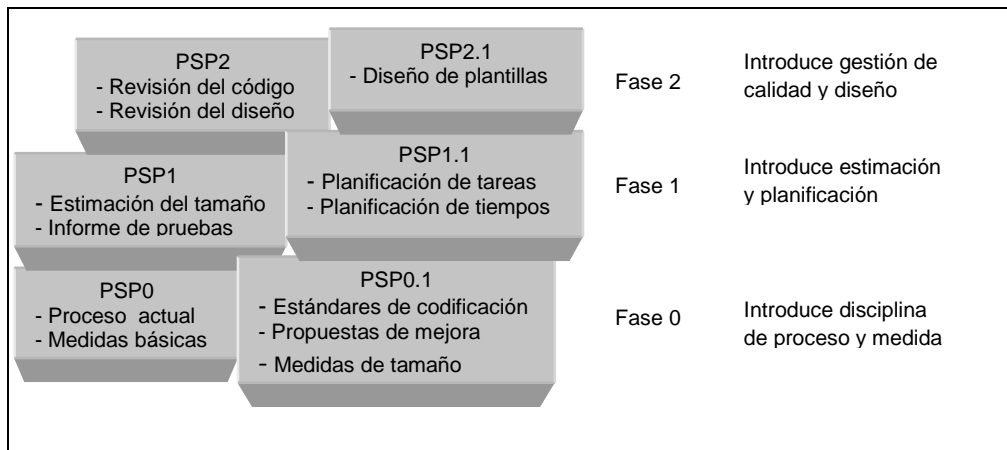 PSP2
- Revisión del código
- Revisión del diseño
PSP2.1
- Diseño de plantillas
Fase 2
Introduce gestión de
calidad y diseño
PSP1
- Estimación del tamaño
- Informe de pruebas
PSP1.1
- Planificación de tareas
- Planificación de tiempos
Fase 1
Introduce estimación
y planificación
PSP0
- Proceso actual
- Medidas básicas
PSP0.1
- Estándares de codificación
- Propuestas de mejora
- Medidas de tamaño
Fase 0
Introduce disciplina
de proceso y medida